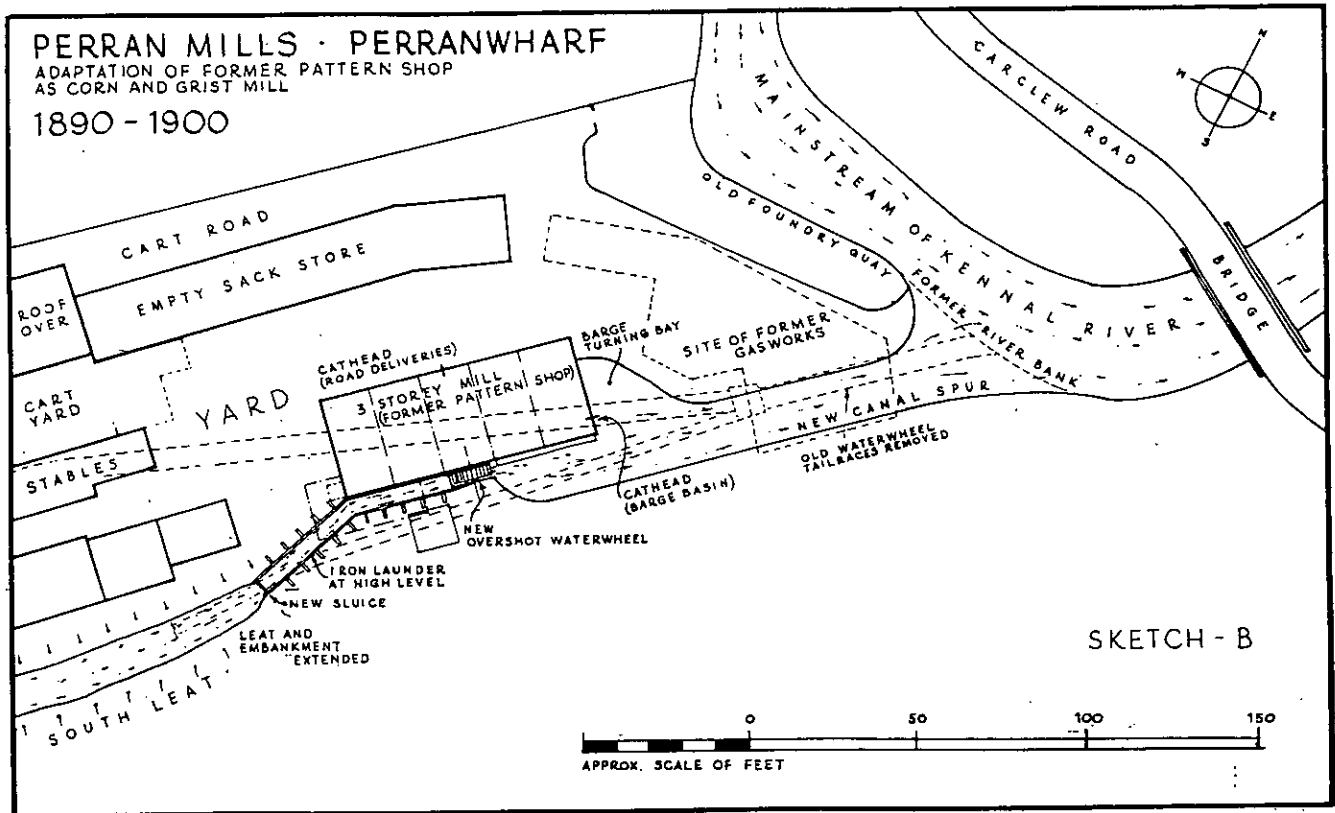 PERRAN MILLS · PERRANWHARF
ADAPTATION OF FORMER PATTERN SHOP
AS CORN AND GRIST MILL
1890 - 1900
N
W
E
S
CARCLEW ROAD
MAINSTREAM OF KENNAL RIVER
BRIDGE
OLD FOUNDRY QUAY
FORMER RIVER BANK
CART ROAD
EMPTY SACK STORE
ROOF
OVER
CART
YARD
YARD
STABLES
CATHEAD
(ROAD DELIVERIES)
3 STOREY MILL
(FORMER PATTERN SHOP)
BARGE
TURNING BAY
SITE OF FORMER
GASWORKS
NEW CANAL SPUR
OLD WATERWHEEL
TAILRACES REMOVED
CATHEAD
(BARGE BASIN)
NEW
OVERSHOT WATERWHEEL
IRON LAUNDER
AT HIGH LEVEL
NEW SLUICE
LEAT AND
EMBANKMENT
EXTENDED
SOUTH LEAT
SKETCH - B
0 50 100 150
APPROX. SCALE OF FEET